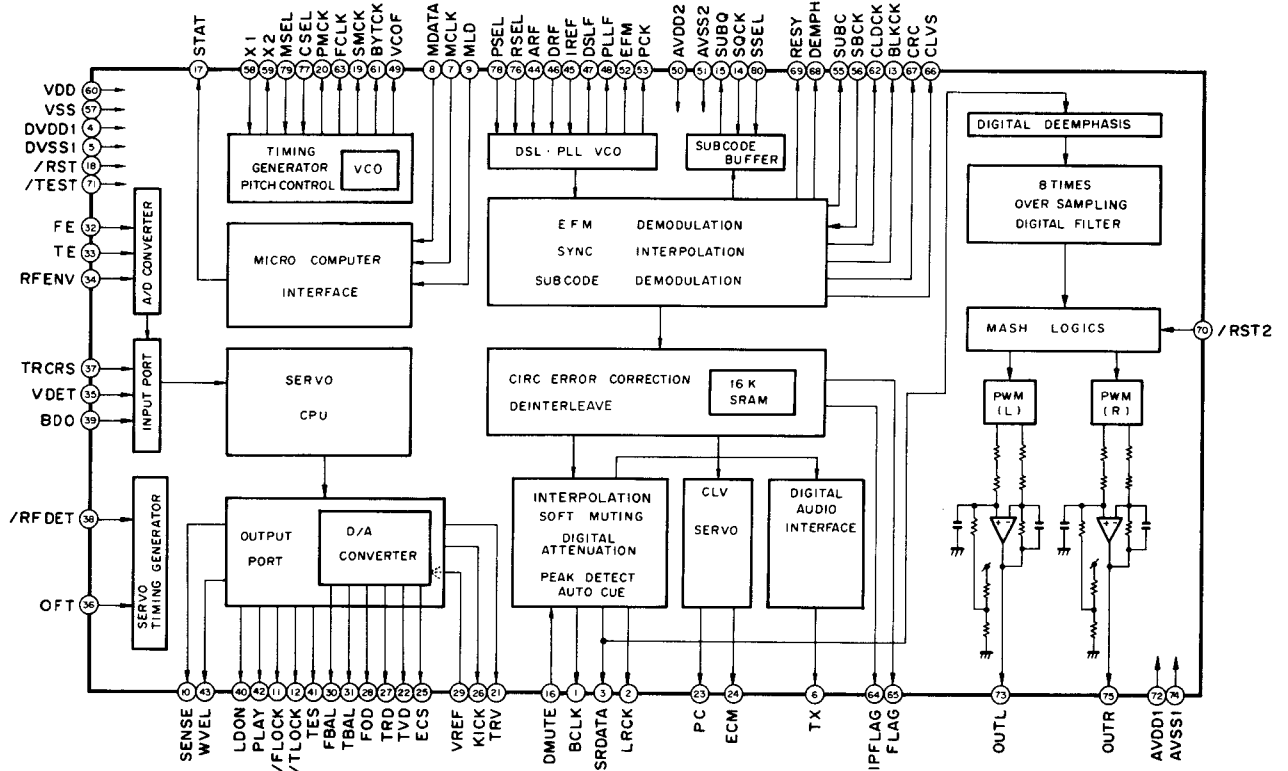 STAT X1 X2 MSEL CSEL PMCK FCLK SMCK BYTCK VCOF MDATA MCLK MLD PSEL RSEL ARF DRF IREF DSLF PLLF EFM PCK AVDD2 AVSS2 SUBQ SQCK SSEL RESY DEMPH SUBC SBCK CLDCK BLKCK CRC CLVS
17 58 59 79 77 20 63 19 61 49 8 7 9 78 76 44 46 45 47 48 52 53 50 51 15 14 80 69 68 55 56 62 13 67 66
VDD 60
VSS 57
DVDD1 4
DVSS1 5
/RST 18
/TEST 71
FE 32
TE 33
RFENV 34
TRCRS 37
VDET 35
BDO 39
/RFDET 38
OFT 36
A/D CONVERTER
INPUT PORT
SERVO
TIMING GENERATOR
TIMING
GENERATOR
PITCH CONTROL
VCO
MICRO COMPUTER
INTERFACE
SERVO
CPU
OUTPUT
PORT
D/A
CONVERTER
DSL・PLL VCO
SUBCODE
BUFFER
EFM DEMODULATION
SYNC INTERPOLATION
SUBCODE DEMODULATION
CIRC ERROR CORRECTION
DEINTERLEAVE
16K
SRAM
INTERPOLATION
SOFT MUTING
DIGITAL
ATTENUATION
PEAK DETECT
AUTO CUE
CLV
SERVO
DIGITAL
AUDIO
INTERFACE
DIGITAL DEEMPHASIS
8 TIMES
OVER SAMPLING
DIGITAL FILTER
MASH LOGICS
70 /RST2
PWM
(L)
PWM
(R)
+ -
+ -
10 43 40 42 11 12 41 30 31 28 27 22 25 29 26 21 16 1 3 2 23 24 6 64 65 73 75 72 74
SENSE WVEL LDON PLAY /FLOCK /TLOCK TES FBAL TBAL FOD TRD TVD ECS VREF KICK TRV DMUTE BCLK SRDATA LRCK PC ECM TX IPFLAG FLAG OUTL OUTR AVDD1 AVSS1